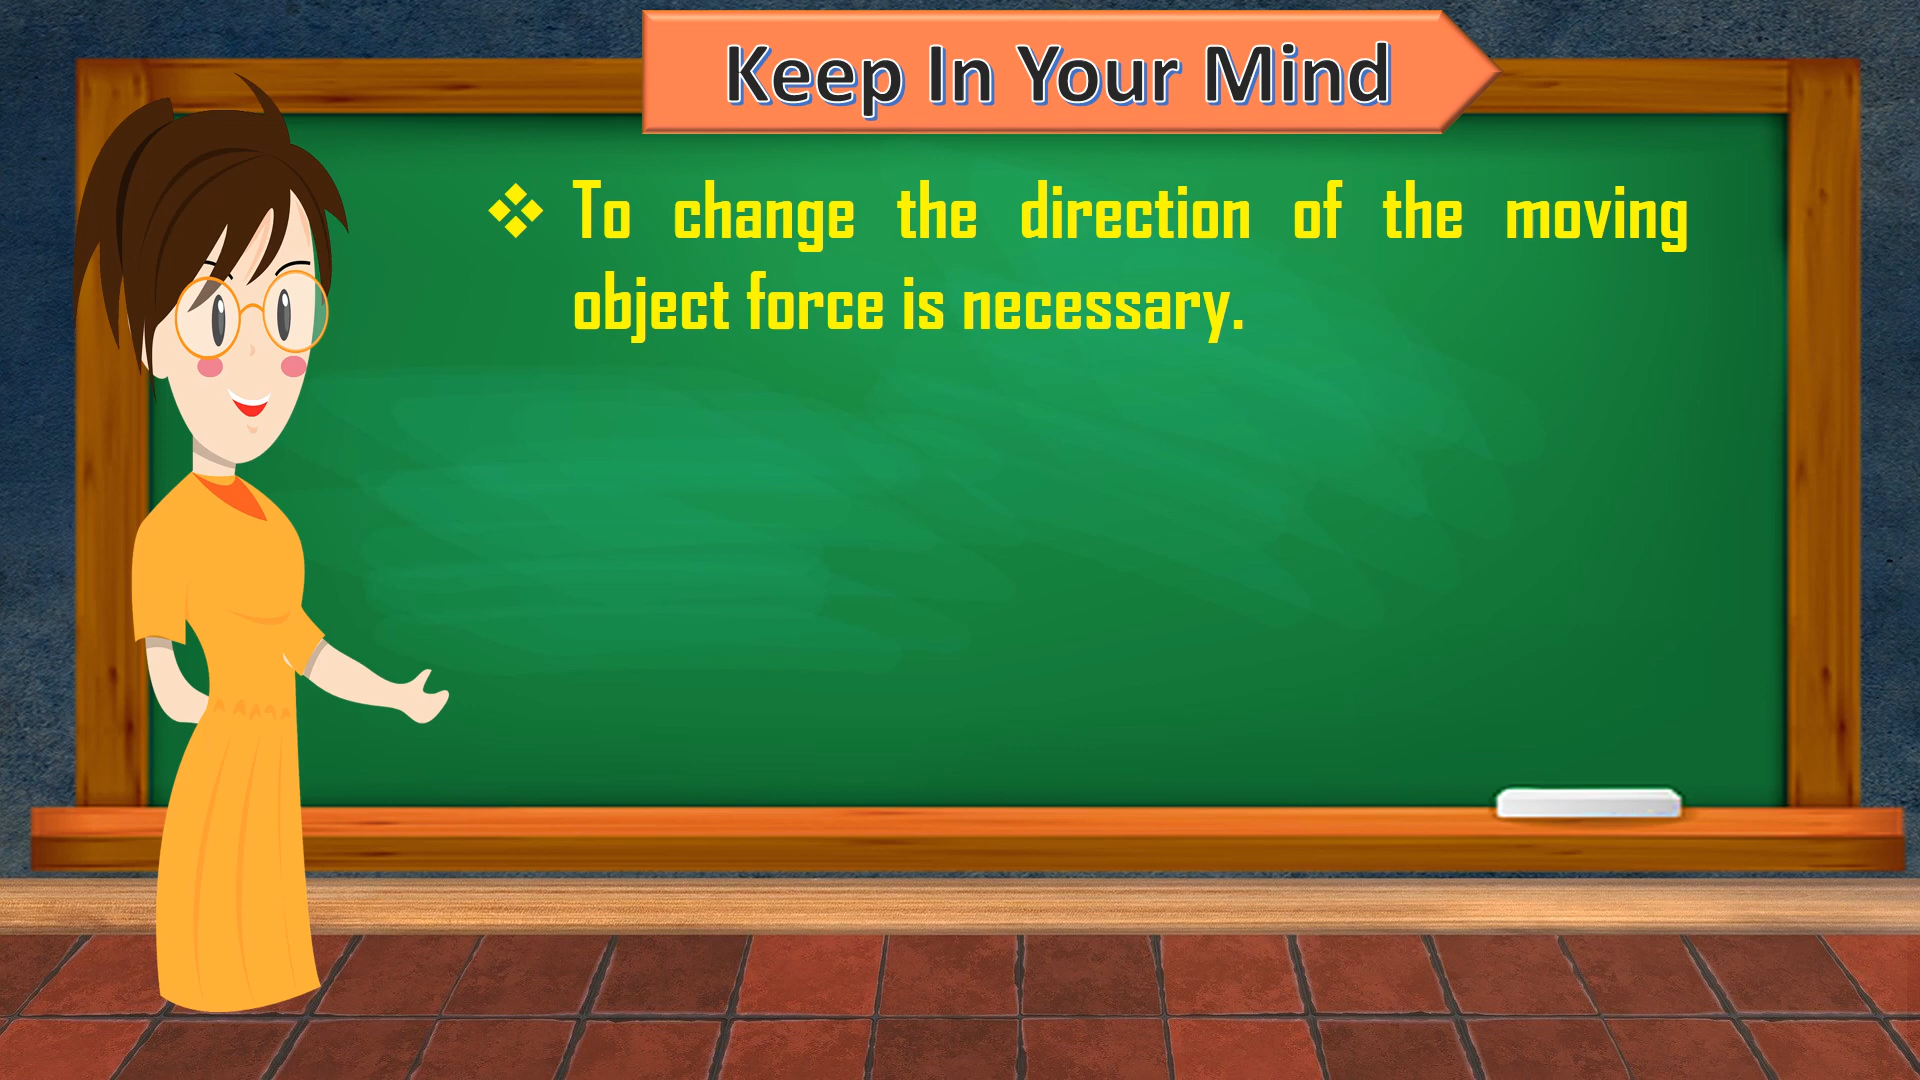 Keep In Your Mind
❖ To change the direction of the moving
object force is necessary.